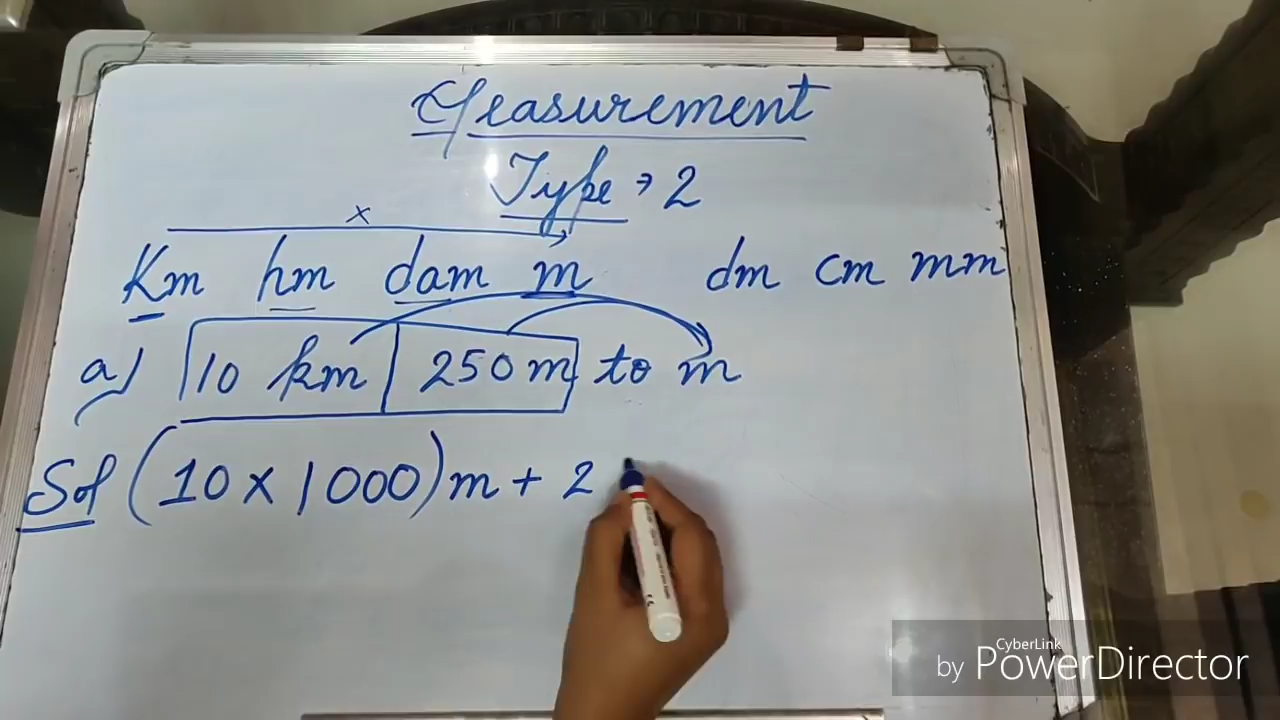 Measurement
Type → 2
×
Km hm dam m dm cm mm
a) 10 km 250 m to m
Sol (10 × 1000) m + 2
CyberLink
by PowerDirector